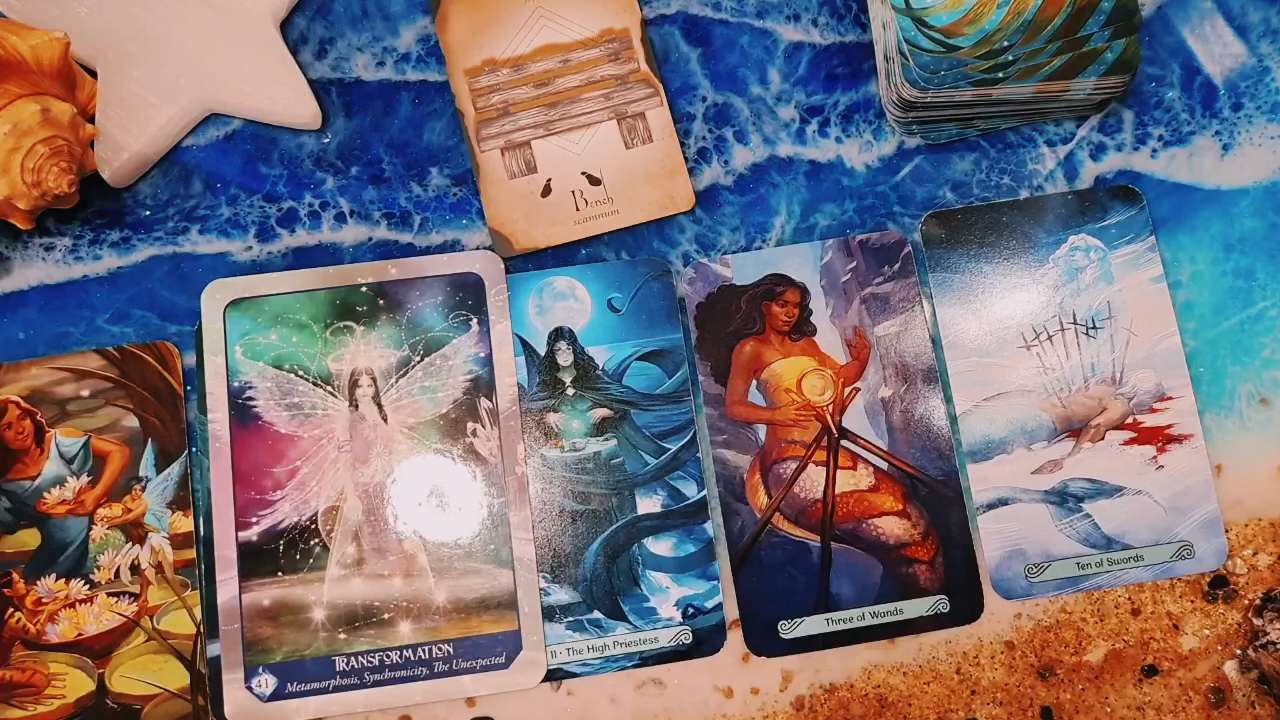 Bench
scamnum
41
TRANSFORMATION
Metamorphosis, Synchronicity, The Unexpected
II • The High Priestess
Three of Wands
Ten of Swords